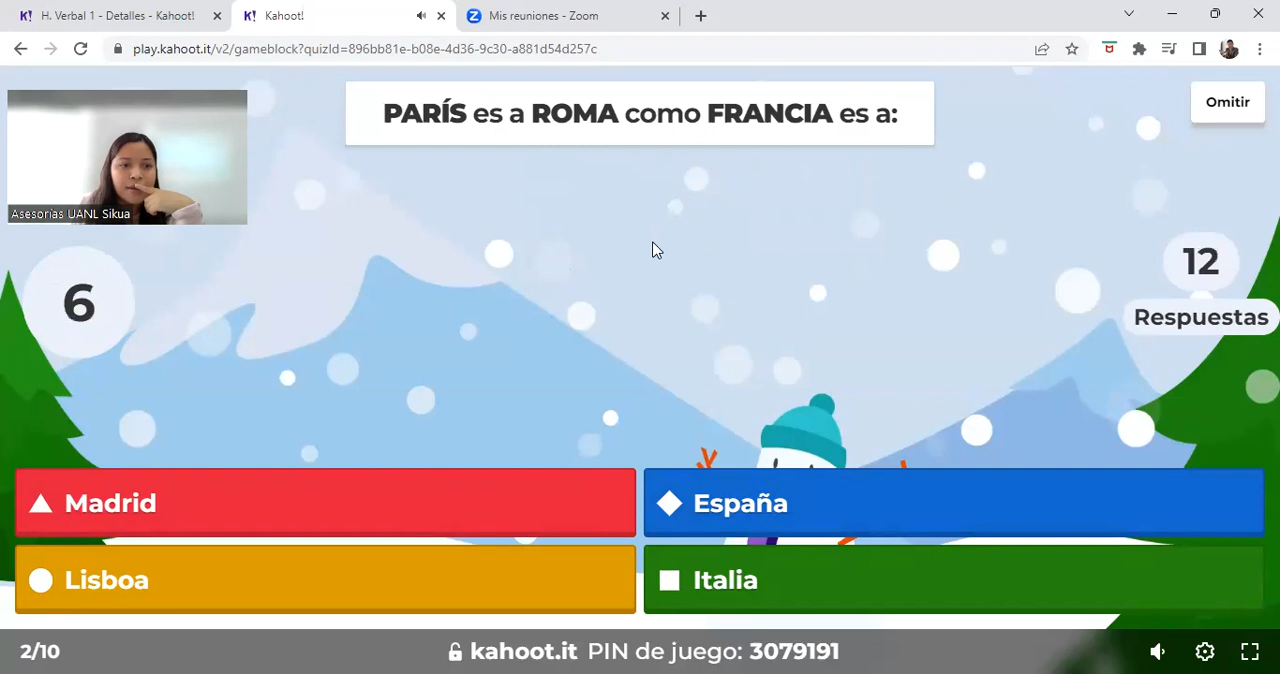 H. Verbal 1 - Detalles - Kahoot!
Kahoot!
Mis reuniones - Zoom
play.kahoot.it/v2/gameblock?quizId=896bb81e-b08e-4d36-9c30-a881d54d257c
PARÍS es a ROMA como FRANCIA es a:
Omitir
Asesorías UANL Sikua
6
12
Respuestas
Madrid
España
Lisboa
Italia
2/10
kahoot.it PIN de juego: 3079191